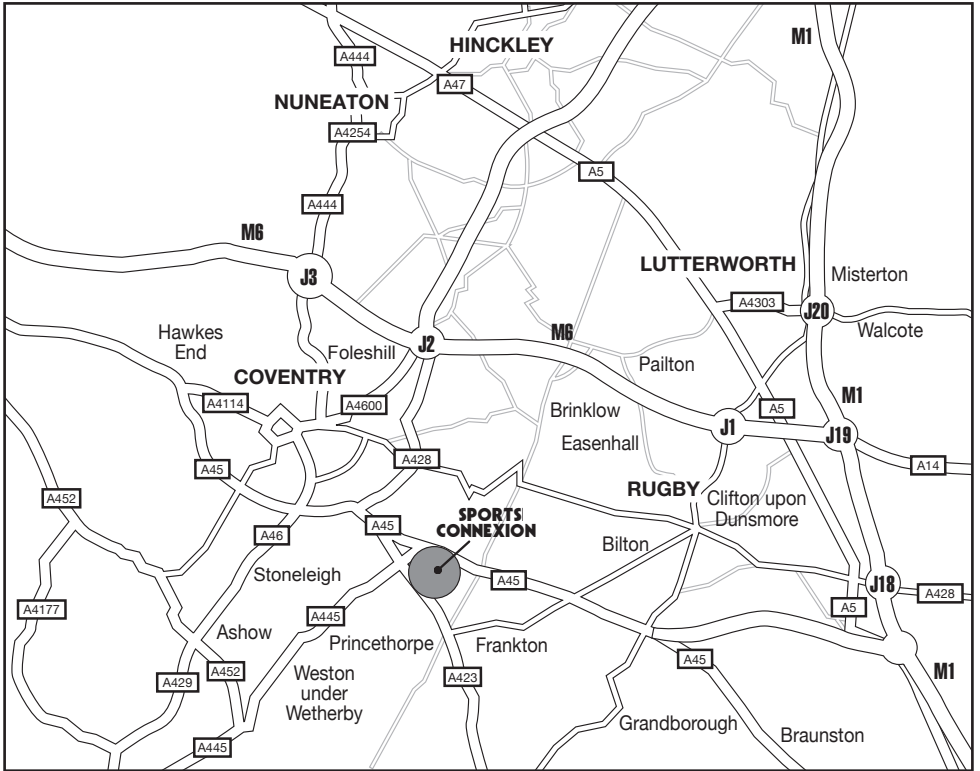 M1
HINCKLEY
A444
A47
NUNEATON
A4254
A5
A444
M6
LUTTERWORTH
J3
Misterton
A4303
J20
Hawkes
End
Foleshill
J2
M6
Walcote
Pailton
COVENTRY
A4114
A4600
M1
A5
Brinklow
J1
J19
Easenhall
A428
A45
A14
RUGBY
Clifton upon
Dunsmore
A452
SPORTS
CONNEXION
A45
A46
Bilton
Stoneleigh
A45
J18
A428
A4177
A445
A5
Ashow
Princethorpe
Frankton
A452
A429
Weston
under
Wetherby
A423
A45
M1
Grandborough
Braunston
A445